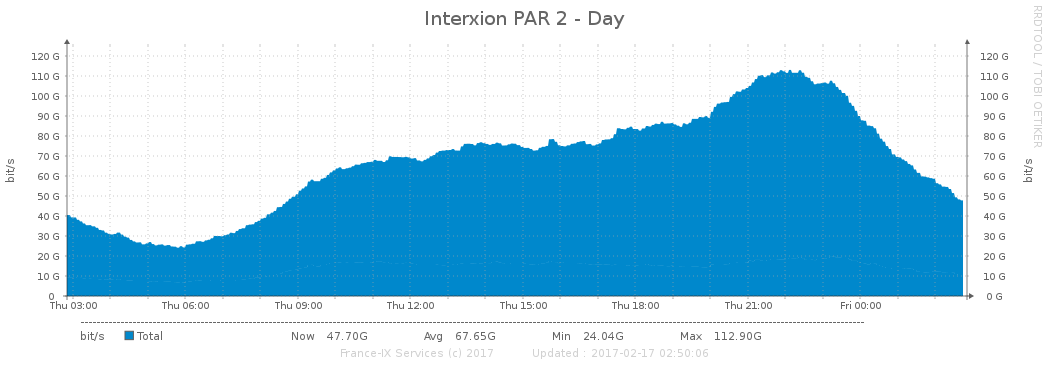 Interxion PAR 2 - Day
RRDTOOL / TOBI OETIKER
120 G 120 G
110 G 110 G
100 G 100 G
90 G 90 G
80 G 80 G
70 G 70 G
60 G 60 G
50 G 50 G
40 G 40 G
30 G 30 G
20 G 20 G
10 G 10 G
0 0 G
bit/s
bit/s
Thu 03:00 Thu 06:00 Thu 09:00 Thu 12:00 Thu 15:00 Thu 18:00 Thu 21:00 Fri 00:00
bit/s Total Now 47.70G Avg 67.65G Min 24.04G Max 112.90G
France-IX Services (c) 2017 Updated : 2017-02-17 02:50:06